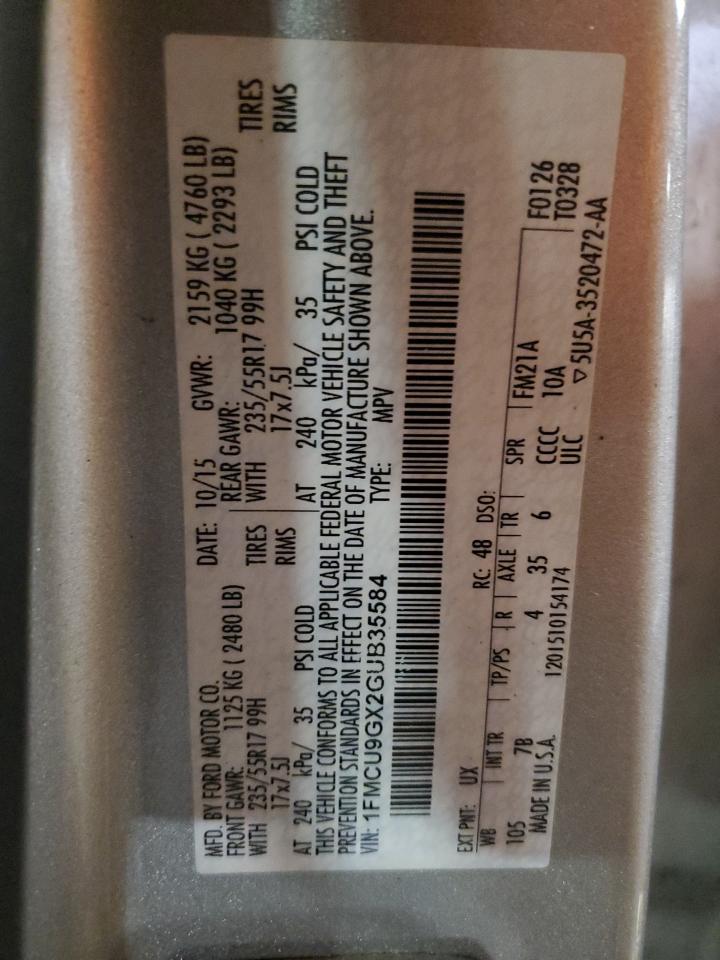 MFD. BY FORD MOTOR CO. DATE: 10/15 GVWR: 2159 KG ( 4760 LB)
FRONT GAWR: 1125 KG ( 2480 LB) REAR GAWR: 1040 KG ( 2293 LB)
WITH 235/55R17 99H TIRES WITH 235/55R17 99H TIRES
17x7.5J RIMS 17x7.5J RIMS
AT 240 kPa/ 35 PSI COLD AT 240 kPa/ 35 PSI COLD
THIS VEHICLE CONFORMS TO ALL APPLICABLE FEDERAL MOTOR VEHICLE SAFETY AND THEFT
PREVENTION STANDARDS IN EFFECT ON THE DATE OF MANUFACTURE SHOWN ABOVE.
VIN: 1FMCU9GX2GUB35584 TYPE: MPV
EXT PNT: UX RC: 48 DSO:
WB INT TR TP/PS R AXLE TR SPR FM21A F0126
105 7B 4 35 6 CCCC 10A T0328
MADE IN U.S.A. 1201510154174 ULC ▽5U5A-3520472-AA